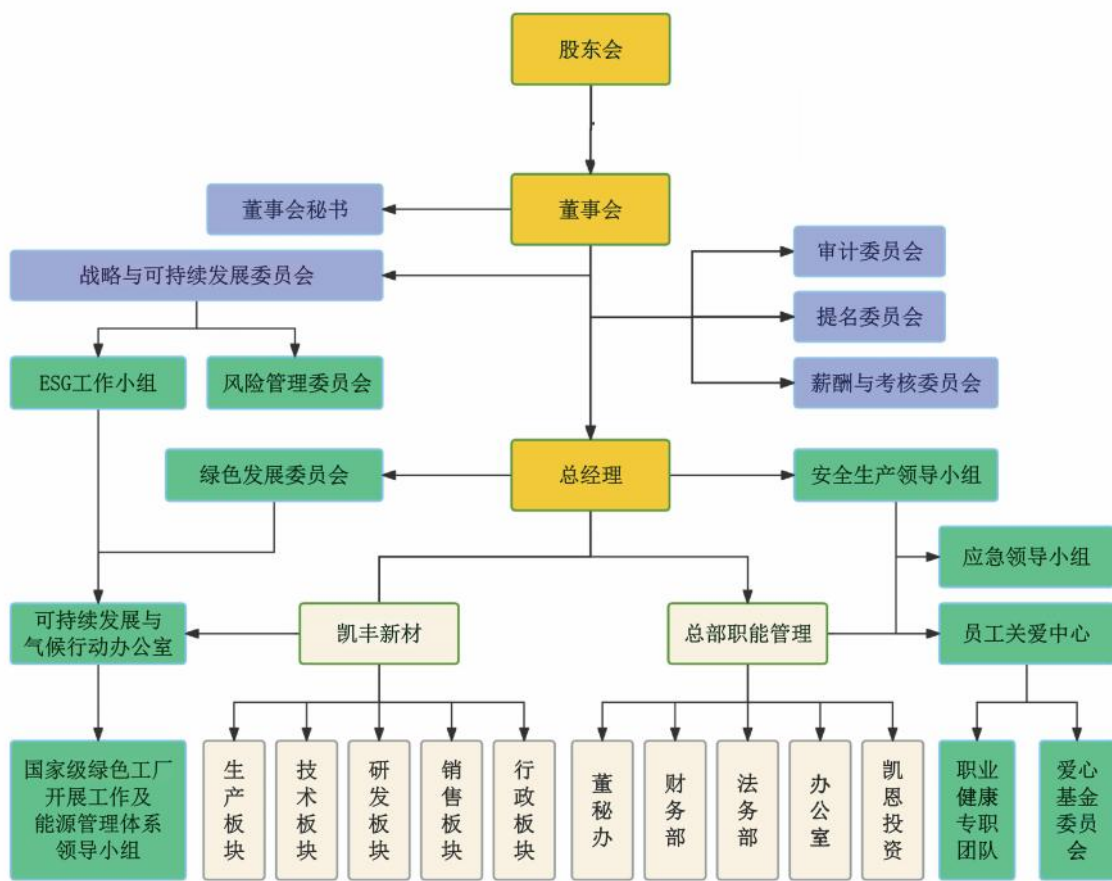 股东会
董事会
董事会秘书
战略与可持续发展委员会
审计委员会
提名委员会
薪酬与考核委员会
ESG工作小组
风险管理委员会
绿色发展委员会
总经理
安全生产领导小组
应急领导小组
可持续发展与
气候行动办公室
凯丰新材
总部职能管理
员工关爱中心
国家级绿色工厂
开展工作及
能源管理体系
领导小组
生产板块
技术板块
研发板块
销售板块
行政板块
董秘办
财务部
法务部
办公室
凯恩投资
职业
健康
专职
团队
爱心
基金
委员
会